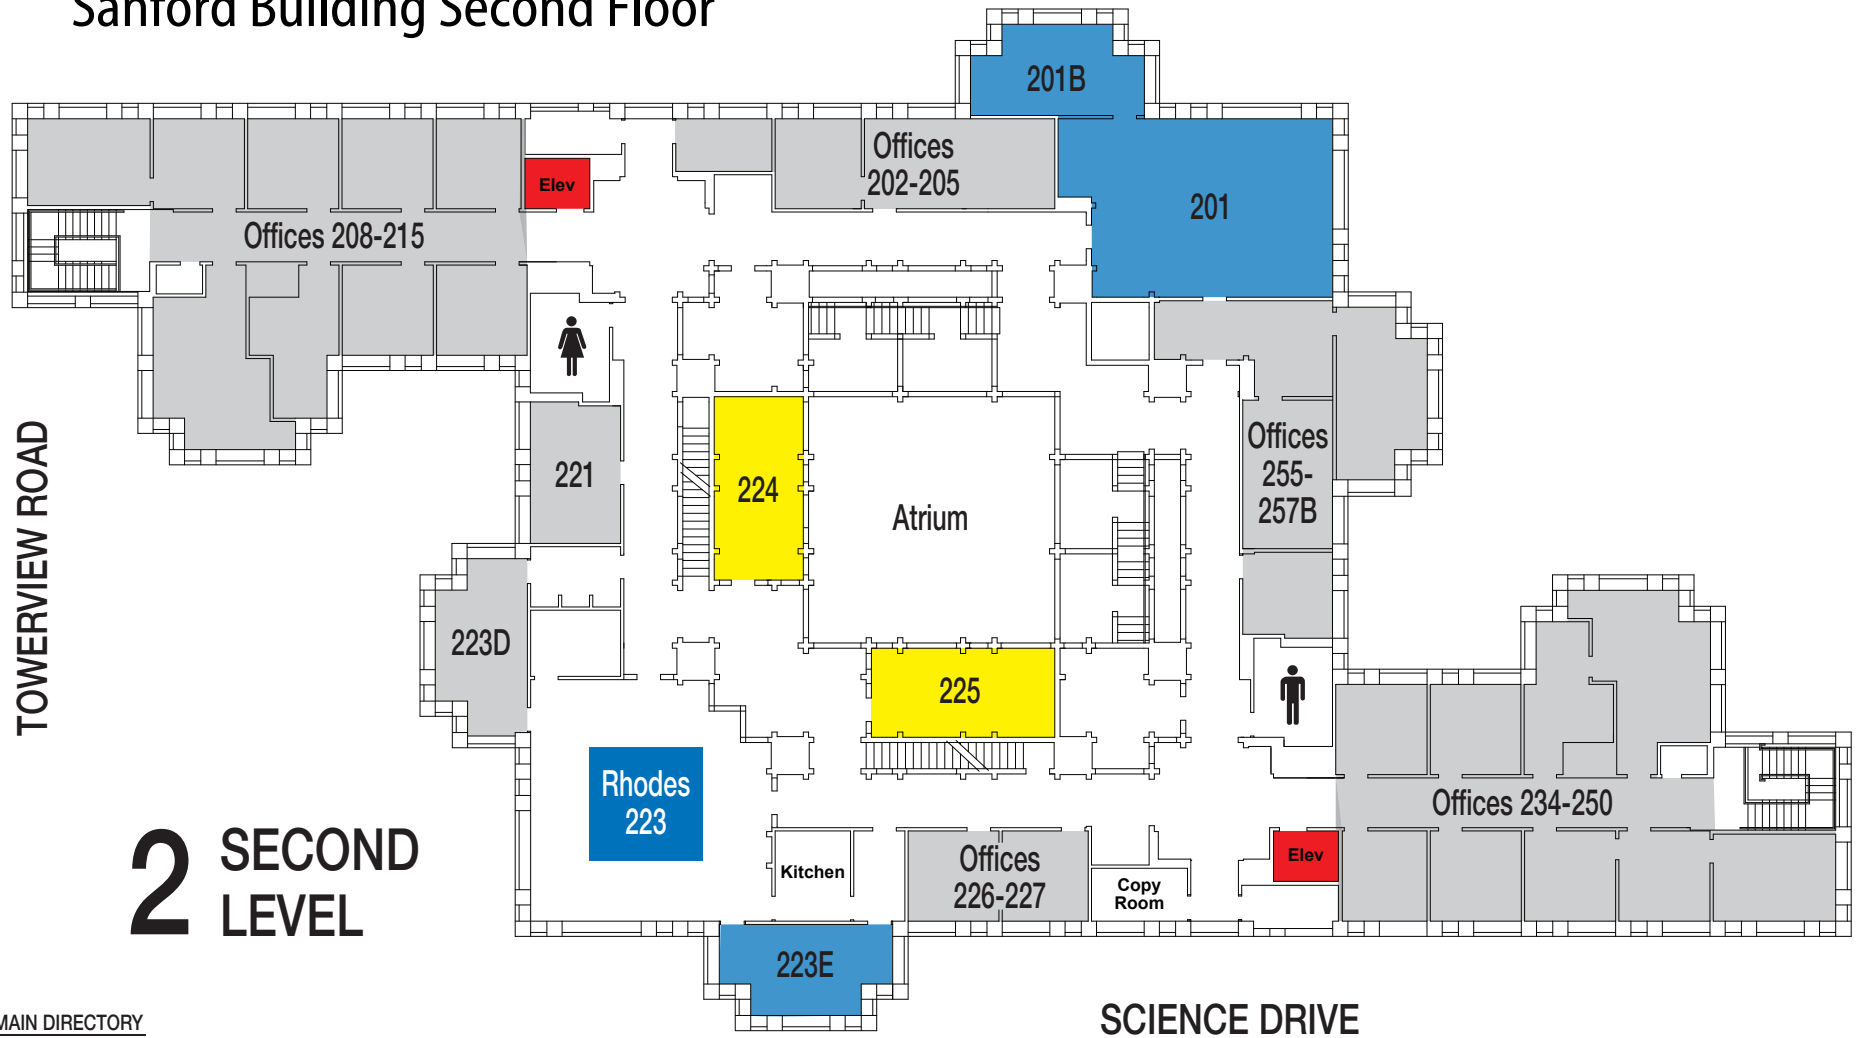 Sanford Building Second Floor
201B
Offices
202-205
Elev
201
Offices 208-215
221
224
Atrium
Offices
255-
257B
TOWERVIEW ROAD
223D
225
Rhodes
223
Offices 234-250
Kitchen
Offices
226-227
Copy
Room
Elev
2 SECOND
LEVEL
223E
SCIENCE DRIVE
MAIN DIRECTORY